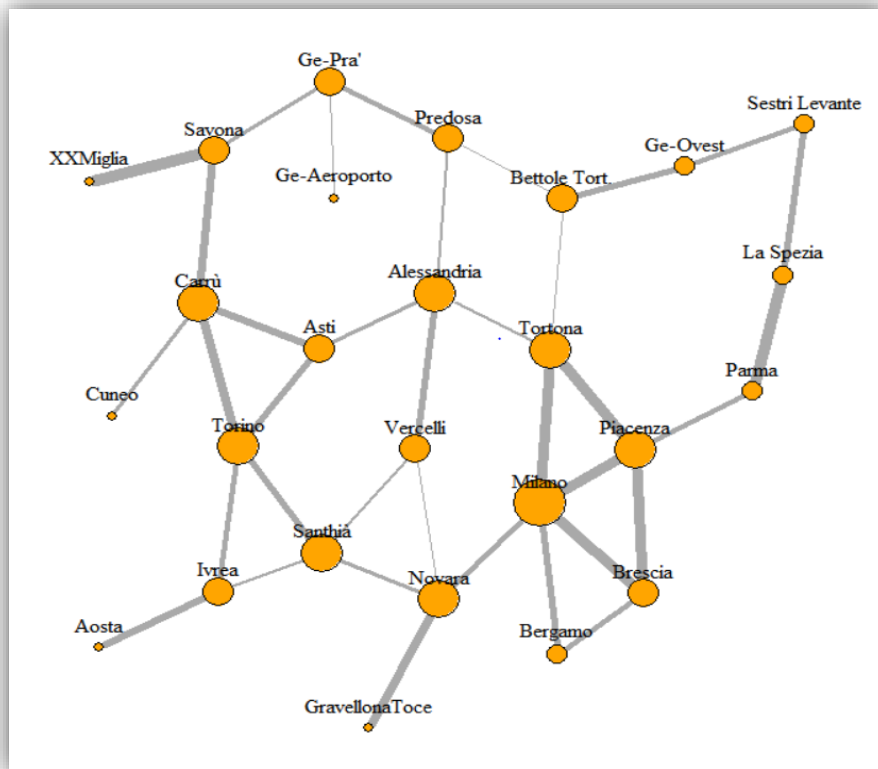 Ge-Pra'
Sestri Levante
Predosa
Savona
Ge-Ovest
XXMiglia
Ge-Aeroporto
Bettole Tort.
La Spezia
Alessandria
Carrù
Asti
Tortona
Parma
Cuneo
Torino
Vercelli
Piacenza
Milano
Santhià
Ivrea
Novara
Brescia
Aosta
Bergamo
GravellonaToce